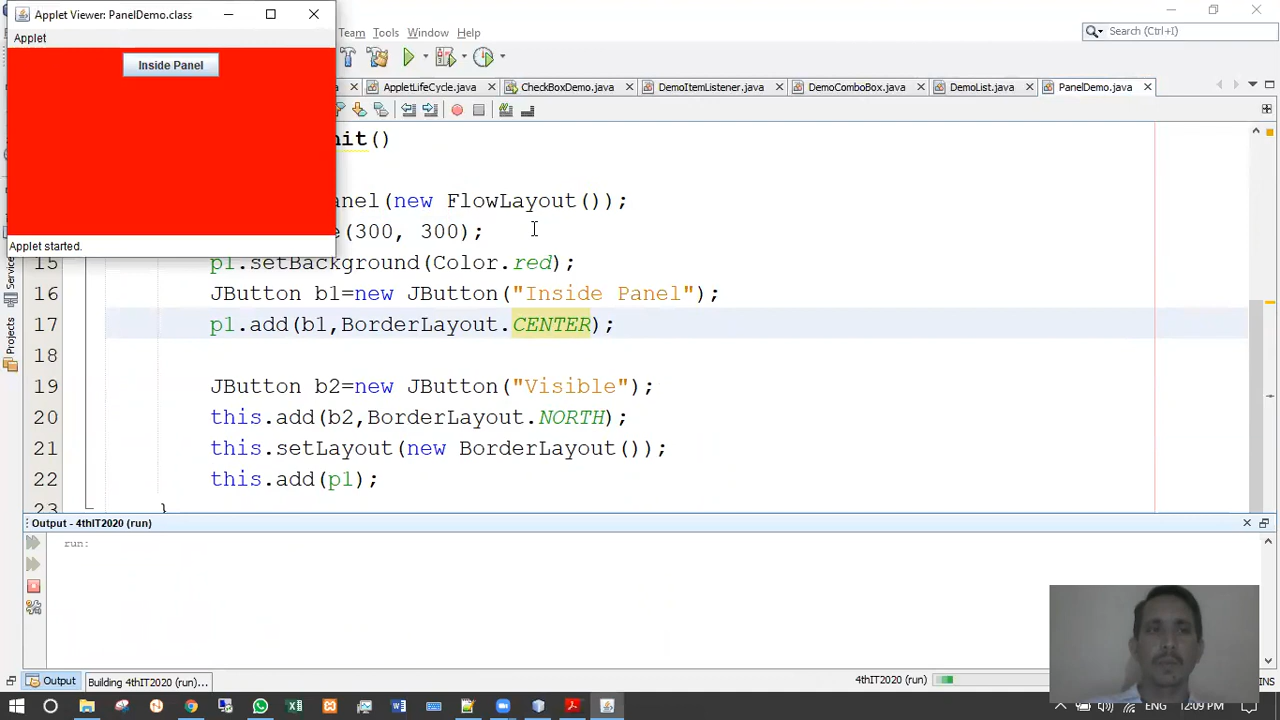 Applet Viewer: PanelDemo.class
Applet
Inside Panel
Applet started.
Team Tools Window Help
Search (Ctrl+I)
AppletLifeCycle.java
CheckBoxDemo.java
DemoItemListener.java
DemoComboBox.java
DemoList.java
PanelDemo.java
nit()
anel(new FlowLayout());
e(300, 300);
15 p1.setBackground(Color.red);
16 JButton b1=new JButton("Inside Panel");
17 p1.add(b1,BorderLayout.CENTER);
18
19 JButton b2=new JButton("Visible");
20 this.add(b2,BorderLayout.NORTH);
21 this.setLayout(new BorderLayout());
22 this.add(p1);
23 }
Services
Projects
Output - 4thIT2020 (run)
run:
Output
Building 4thIT2020 (run)...
4thIT2020 (run)
INS
ENG
12:09 PM